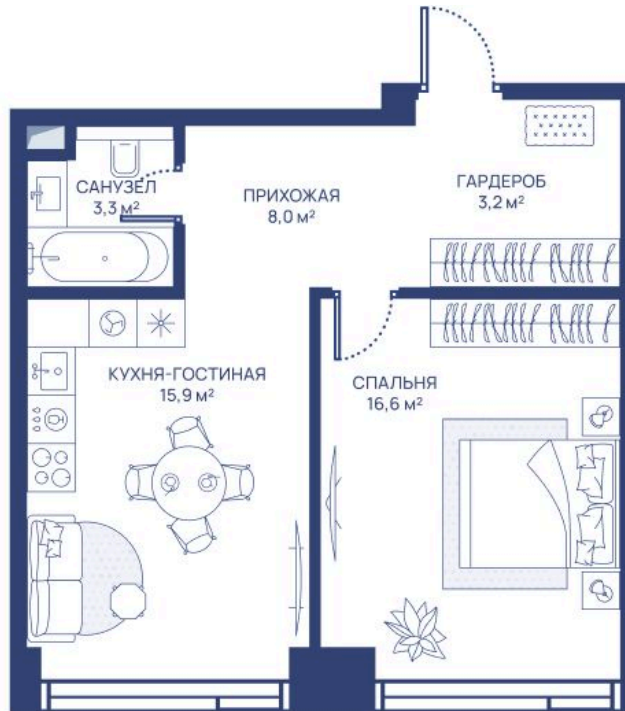 САНУЗЕЛ
3,3 м²
ПРИХОЖАЯ
8,0 м²
ГАРДЕРОБ
3,2 м²
КУХНЯ-ГОСТИНАЯ
15,9 м²
СПАЛЬНЯ
16,6 м²